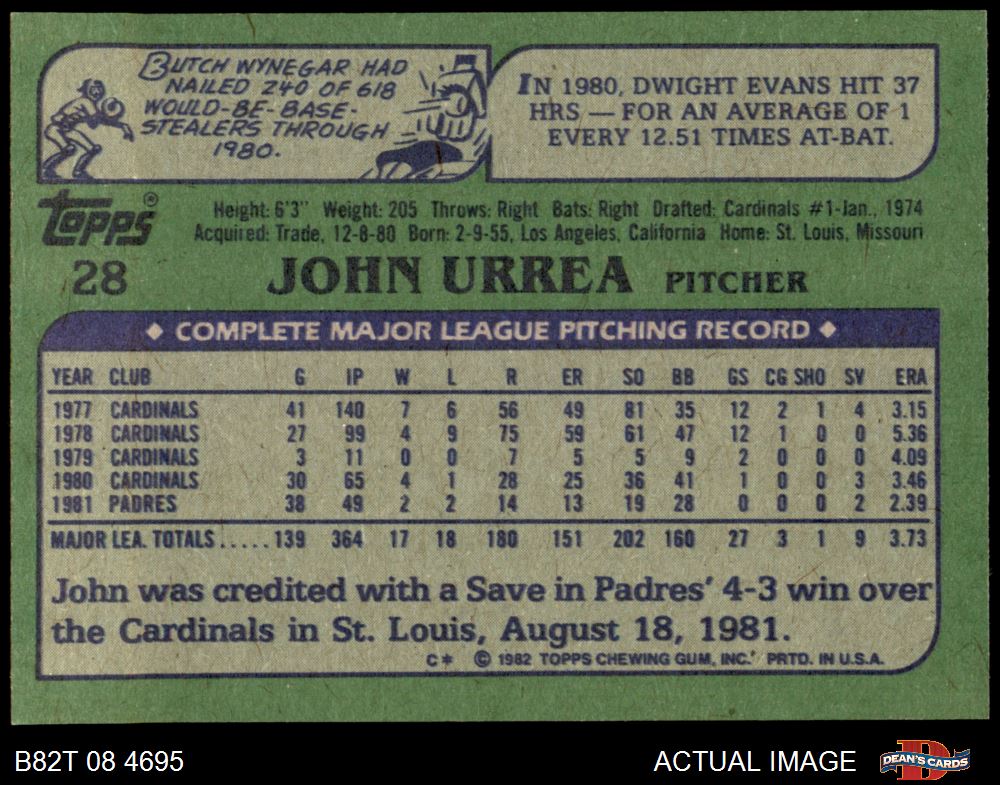 BUTCH WYNEGAR HAD
NAILED 240 OF 618
WOULD-BE-BASE-
STEALERS THROUGH
1980.
IN 1980, DWIGHT EVANS HIT 37
HRS — FOR AN AVERAGE OF 1
EVERY 12.51 TIMES AT-BAT.
Topps®
Height: 6'3" Weight: 205 Throws: Right Bats: Right Drafted: Cardinals #1-Jan., 1974
Acquired: Trade, 12-8-80 Born: 2-9-55, Los Angeles, California Home: St. Louis, Missouri
28 JOHN URREA PITCHER
◆ COMPLETE MAJOR LEAGUE PITCHING RECORD ◆
YEAR CLUB G IP W L R ER SO BB GS CG SHO SV ERA
1977 CARDINALS 41 140 7 6 56 49 81 35 12 2 1 4 3.15
1978 CARDINALS 27 99 4 9 75 59 61 47 12 1 0 0 5.36
1979 CARDINALS 3 11 0 0 7 5 5 9 2 0 0 0 4.09
1980 CARDINALS 30 65 4 1 28 25 36 41 1 0 0 3 3.46
1981 PADRES 38 49 2 2 14 13 19 28 0 0 0 2 2.39
MAJOR LEA. TOTALS.....139 364 17 18 180 151 202 160 27 3 1 9 3.73
John was credited with a Save in Padres' 4-3 win over
the Cardinals in St. Louis, August 18, 1981.
C* © 1982 TOPPS CHEWING GUM, INC. PRTD. IN U.S.A.
B82T 08 4695
ACTUAL IMAGE
D
DEAN'S CARDS